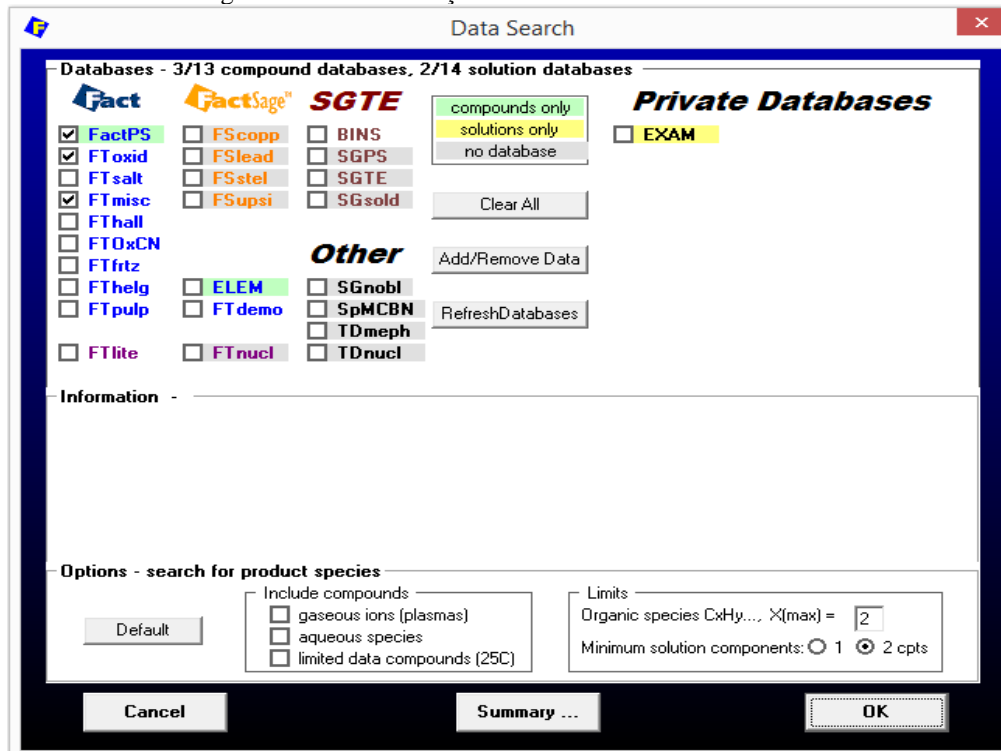 Data Search
Databases - 3/13 compound databases, 2/14 solution databases
Fact FactSage™ SGTE Private Databases
compounds only
solutions only
no database
FactPS FScopp BINS EXAM
FToxid FSlead SGPS
FTsalt FSstel SGTE
FTmisc FSupsi SGsold Clear All
FThall
FTOxCN Other Add/Remove Data
FTfrtz
FThelg ELEM SGnobl
FTpulp FTdemo SpMCBN RefreshDatabases
TDmeph
FTlite FTnucl TDnucl
Information -
Options - search for product species
Include compounds Limits
gaseous ions (plasmas) Organic species CxHy..., X(max) = 2
Default aqueous species
limited data compounds (25C) Minimum solution components: 1 2 cpts
Cancel Summary ... OK